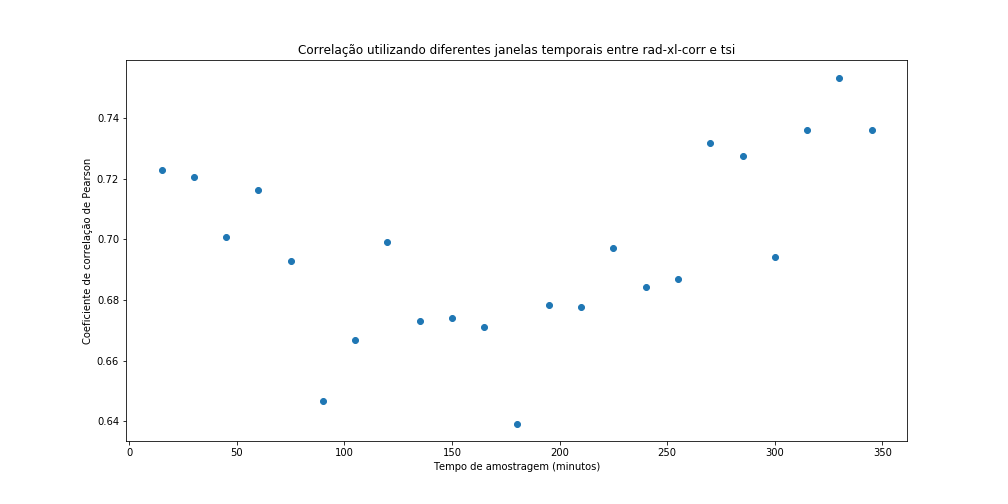 Correlação utilizando diferentes janelas temporais entre rad-xl-corr e tsi
Coeficiente de correlação de Pearson
0.74
0.72
0.70
0.68
0.66
0.64
0 50 100 150 200 250 300 350
Tempo de amostragem (minutos)